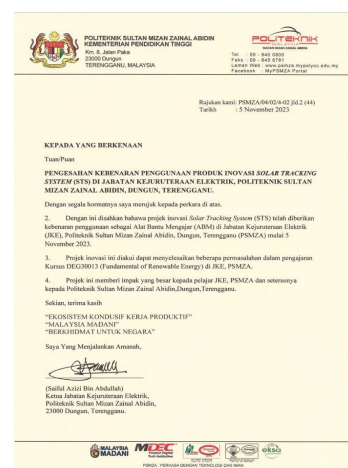 POLITEKNIK SULTAN MIZAN ZAINAL ABIDIN
KEMENTERIAN PENDIDIKAN TINGGI
Km. 8, Jalan Paka
23000 Dungun
TERENGGANU, MALAYSIA
POLITEKNIK
MALAYSIA
SULTAN MIZAN ZAINAL ABIDIN
Tel : 09 - 840 0800
Faks : 09 - 845 8781
Laman Web : www.psmza.mypolycc.edu.my
Facebook : MyPSMZA Portal
Rujukan kami: PSMZA/04/02/4-02 jld.2 (44)
Tarikh : 5 November 2023
KEPADA YANG BERKENAAN
Tuan/Puan
PENGESAHAN KEBENARAN PENGGUNAAN PRODUK INOVASI SOLAR TRACKING
SYSTEM (STS) DI JABATAN KEJURUTERAAN ELEKTRIK, POLITEKNIK SULTAN
MIZAN ZAINAL ABIDIN, DUNGUN, TERENGGANU.
Dengan segala hormatnya saya merujuk kepada perkara di atas.
2. Dengan ini disahkan bahawa projek inovasi Solar Tracking System (STS) telah diberikan
kebenaran penggunaan sebagai Alat Bantu Mengajar (ABM) di Jabatan Kejuruteraan Elektrik
(JKE), Politeknik Sultan Mizan Zainal Abidin, Dungun, Terengganu (PSMZA) mulai 5
November 2023.
3. Projek inovasi ini diakui dapat menyelesaikan beberapa permasalahan dalam pengajaran
Kursus DEG30013 (Fundamental of Renewable Energy) di JKE, PSMZA.
4. Projek ini memberi impak yang besar kepada pelajar JKE, PSMZA dan seterusnya
kepada Politeknik Sultan Mizan Zainal Abidin,Dungun,Terengganu.
Sekian, terima kasih
"EKOSISTEM KONDUSIF KERJA PRODUKTIF"
"MALAYSIA MADANI"
"BERKHIDMAT UNTUK NEGARA"
Saya Yang Menjalankan Amanah,
(Saiful Azizi Bin Abdullah)
Ketua Jabatan Kejuruteraan Elektrik,
Politeknik Sultan Mizan Zainal Abidin,
23000 Dungun, Terengganu.
MALAYSIA
MADANI
MDEC
eksa
PSMZA : PERKASA DENGAN TEKNOLOGI DAN IMAN